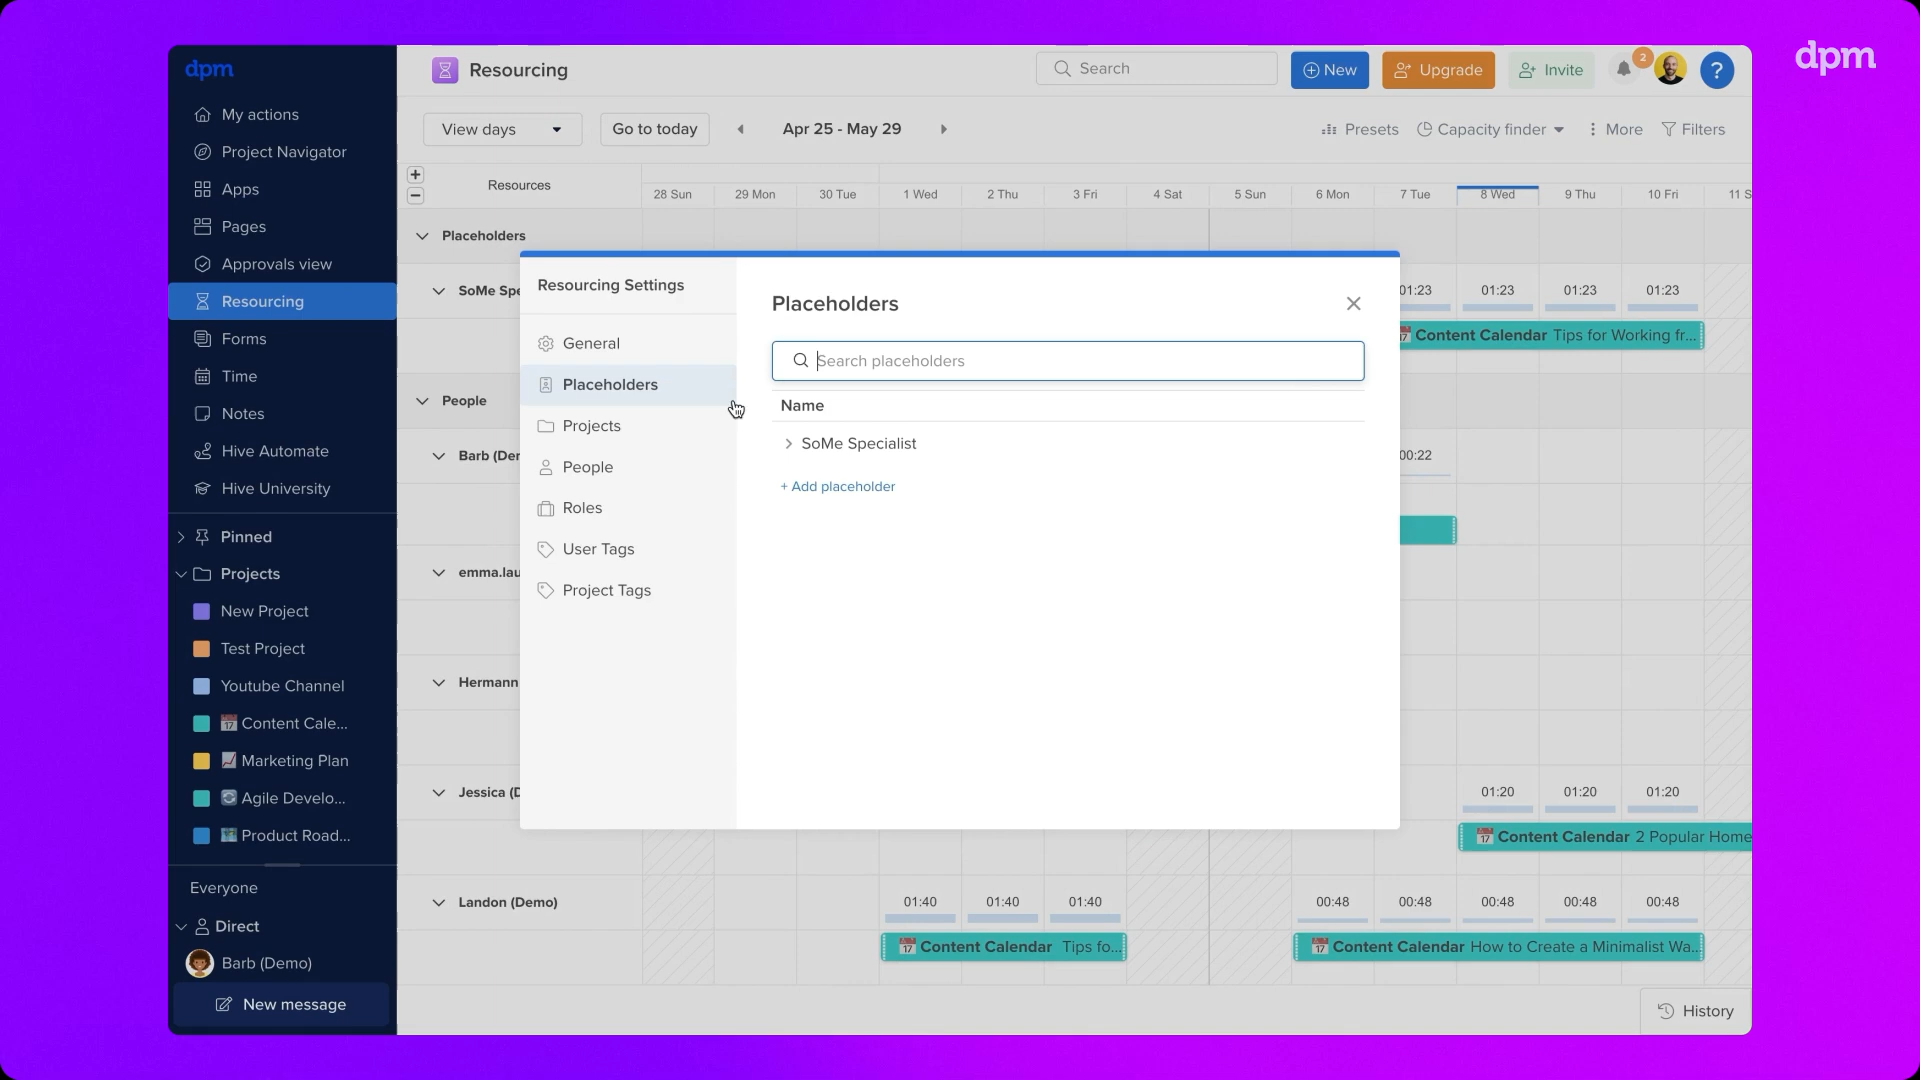 dpm
dpm
My actions
Project Navigator
Apps
Pages
Approvals view
Resourcing
Forms
Time
Notes
Hive Automate
Hive University
Pinned
Projects
New Project
Test Project
Youtube Channel
17 Content Cale...
Marketing Plan
Agile Develo...
Product Road...
Everyone
Direct
Barb (Demo)
New message
Resourcing
Search
New
Upgrade
Invite
2
?
View days
Go to today
Apr 25 - May 29
Presets
Capacity finder
More
Filters
+
−
Resources
28 Sun 29 Mon 30 Tue 1 Wed 2 Thu 3 Fri 4 Sat 5 Sun 6 Mon 7 Tue 8 Wed 9 Thu 10 Fri 11 S
Placeholders
SoMe Spe
01:23 01:23 01:23 01:23
17 Content Calendar Tips for Working fr...
People
Barb (Der
00:22
emma.lau
Hermann
Jessica (D
01:20 01:20 01:20
17 Content Calendar 2 Popular Home
Landon (Demo)
01:40 01:40 01:40 00:48 00:48 00:48 00:48 00:48
17 Content Calendar Tips fo...
17 Content Calendar How to Create a Minimalist Wa...
History
Resourcing Settings
General
Placeholders
Projects
People
Roles
User Tags
Project Tags
Placeholders
Search placeholders
Name
SoMe Specialist
+ Add placeholder